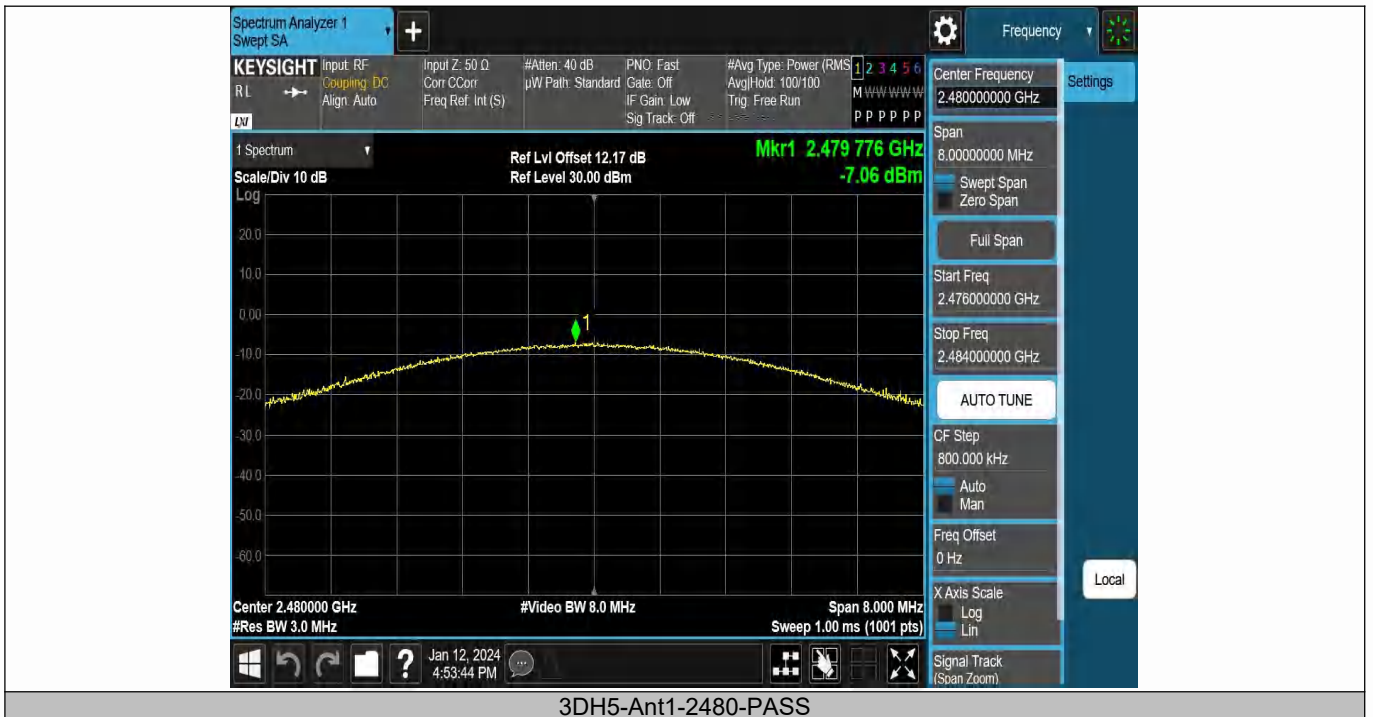 Spectrum Analyzer 1
Swept SA
+
Frequency
KEYSIGHT
RL
LXI
Input: RF
Coupling: DC
Align: Auto
Input Z: 50 Ω
Corr CCorr
Freq Ref: Int (S)
#Atten: 40 dB
µW Path: Standard
PNO: Fast
Gate: Off
IF Gain: Low
Sig Track: Off
#Avg Type: Power (RMS
Avg|Hold: 100/100
Trig: Free Run
1 2 3 4 5 6
M W W W W W
P P P P P P
1 Spectrum
Scale/Div 10 dB
Log
Ref Lvl Offset 12.17 dB
Ref Level 30.00 dBm
Mkr1 2.479 776 GHz
-7.06 dBm
20.0
10.0
0.00
-10.0
-20.0
-30.0
-40.0
-50.0
-60.0
1
Center 2.480000 GHz
#Res BW 3.0 MHz
#Video BW 8.0 MHz
Span 8.000 MHz
Sweep 1.00 ms (1001 pts)
Center Frequency
2.480000000 GHz
Settings
Span
8.00000000 MHz
Swept Span
Zero Span
Full Span
Start Freq
2.476000000 GHz
Stop Freq
2.484000000 GHz
AUTO TUNE
CF Step
800.000 kHz
Auto
Man
Freq Offset
0 Hz
X Axis Scale
Log
Lin
Signal Track
(Span Zoom)
Local
?
Jan 12, 2024
4:53:44 PM
3DH5-Ant1-2480-PASS